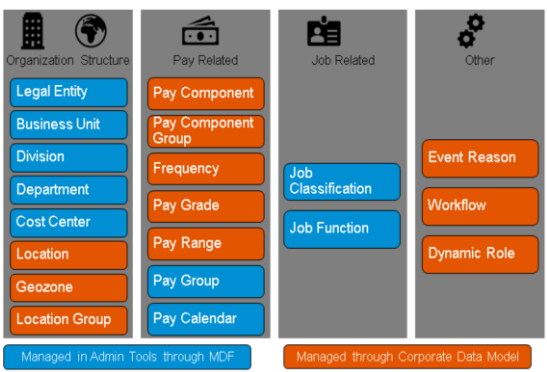 Organization Structure
Legal Entity
Business Unit
Division
Department
Cost Center
Location
Geozone
Location Group
Pay Related
Pay Component
Pay Component
Group
Frequency
Pay Grade
Pay Range
Pay Group
Pay Calendar
Job Related
Job
Classification
Job Function
Other
Event Reason
Workflow
Dynamic Role
Managed in Admin Tools through MDF
Managed through Corporate Data Model